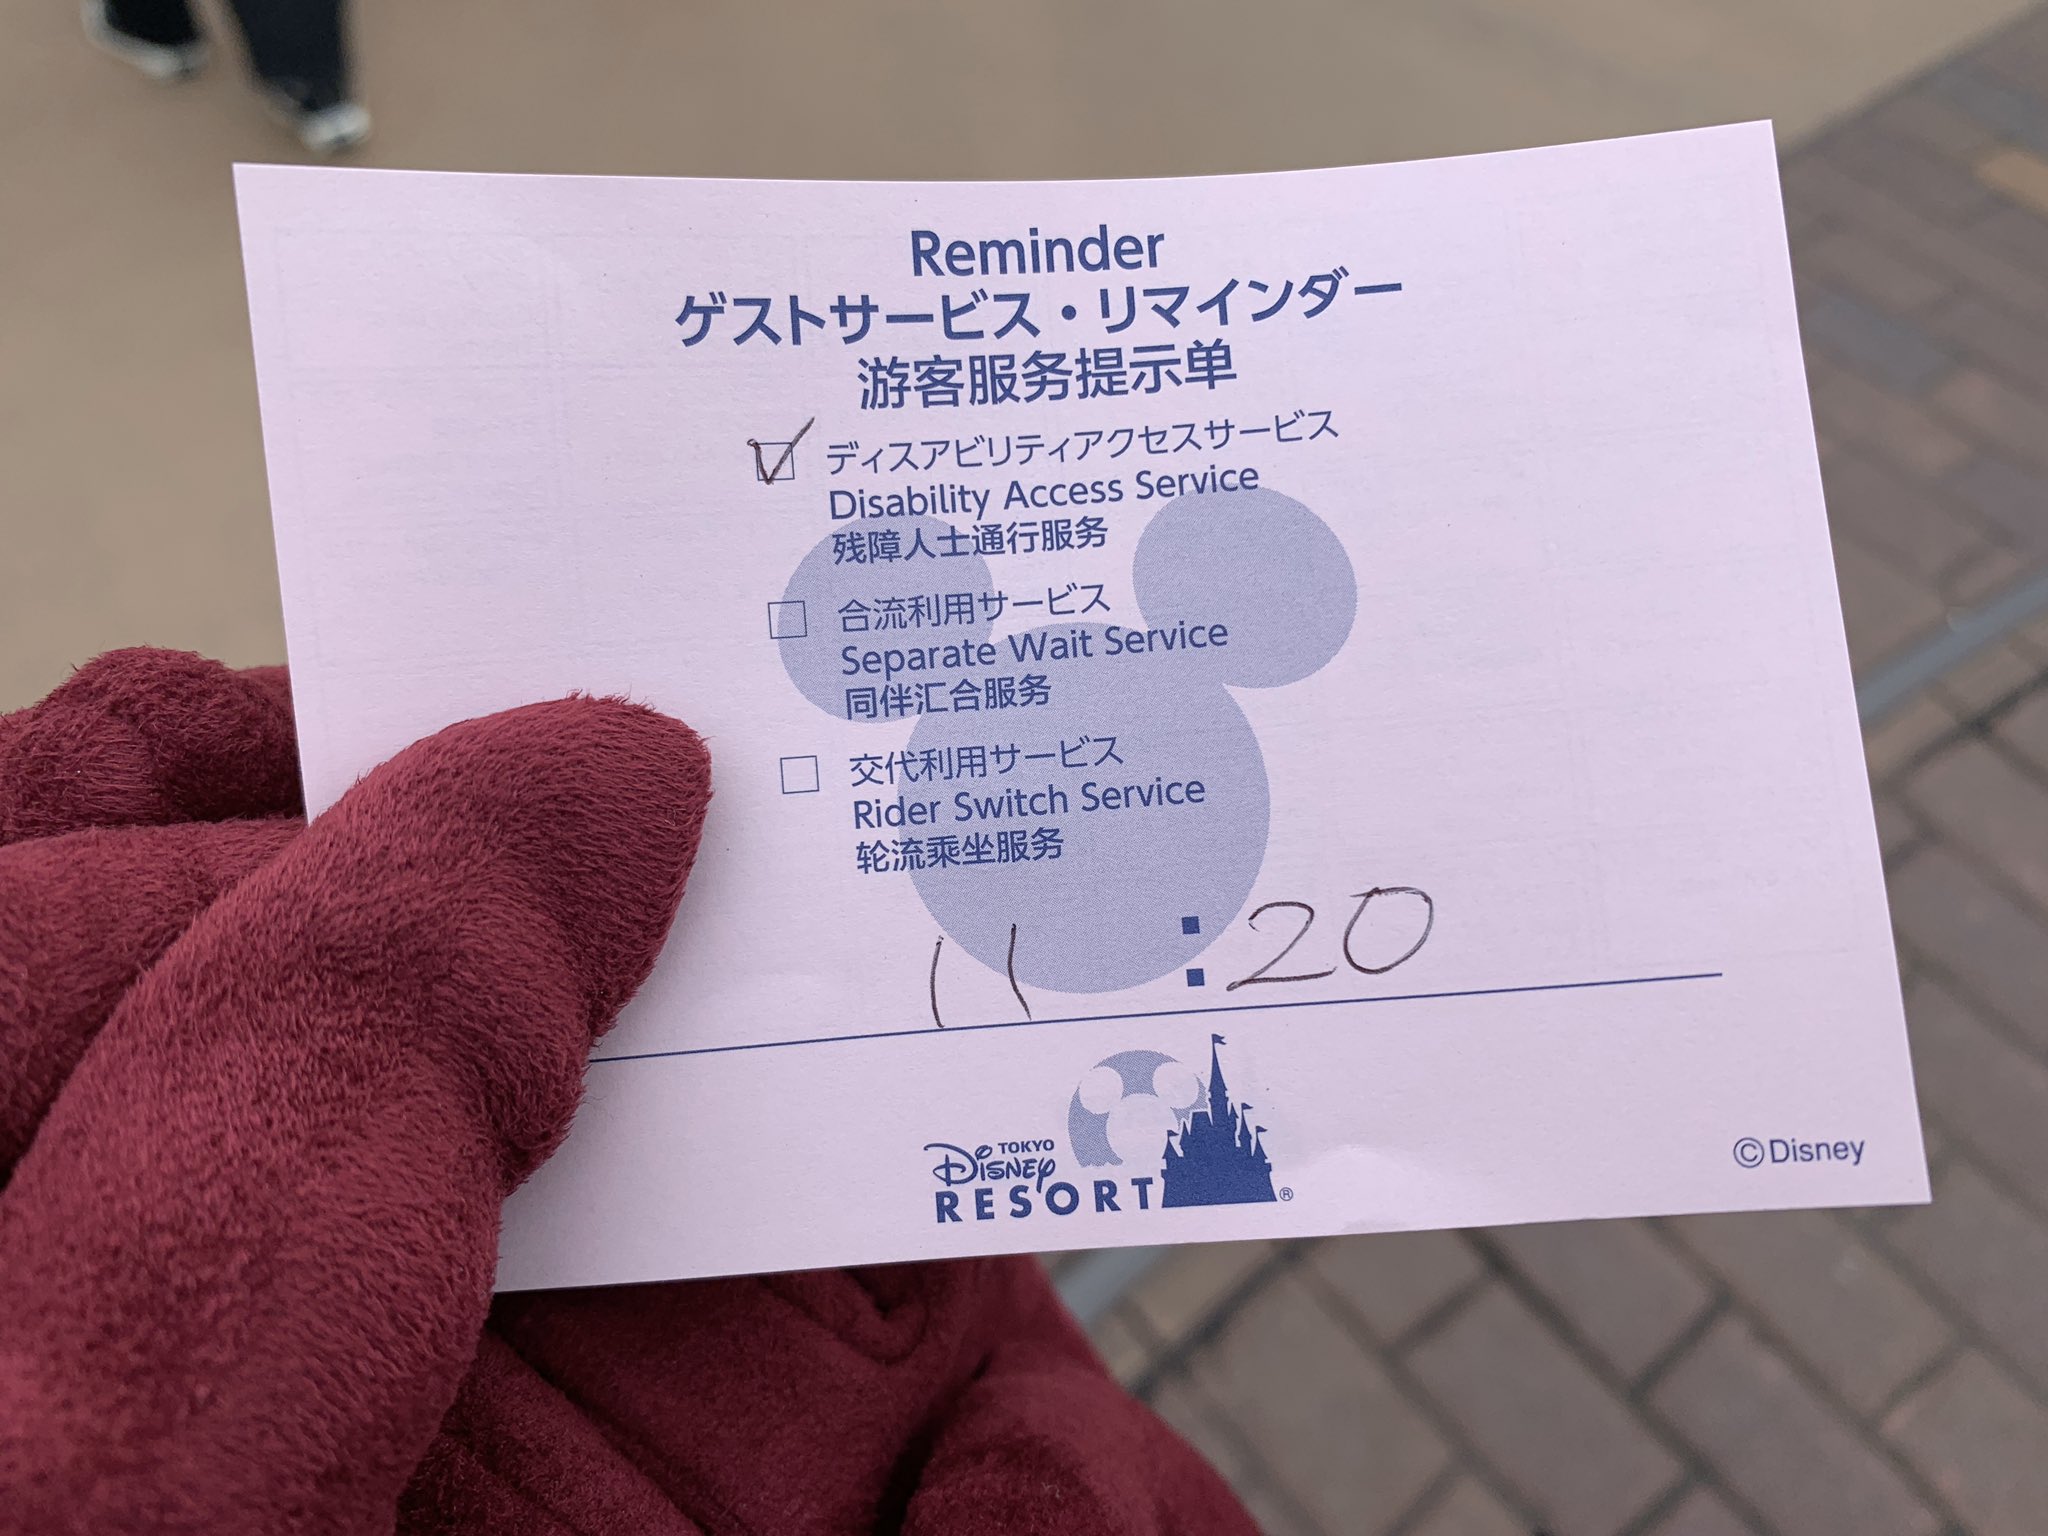 Reminder
ゲストサービス・リマインダー
游客服务提示单
ディスアビリティアクセスサービス
Disability Access Service
残障人士通行服务
合流利用サービス
Separate Wait Service
同伴汇合服务
交代利用サービス
Rider Switch Service
轮流乘坐服务
11:20
TOKYO
DISNEY
RESORT®
©Disney